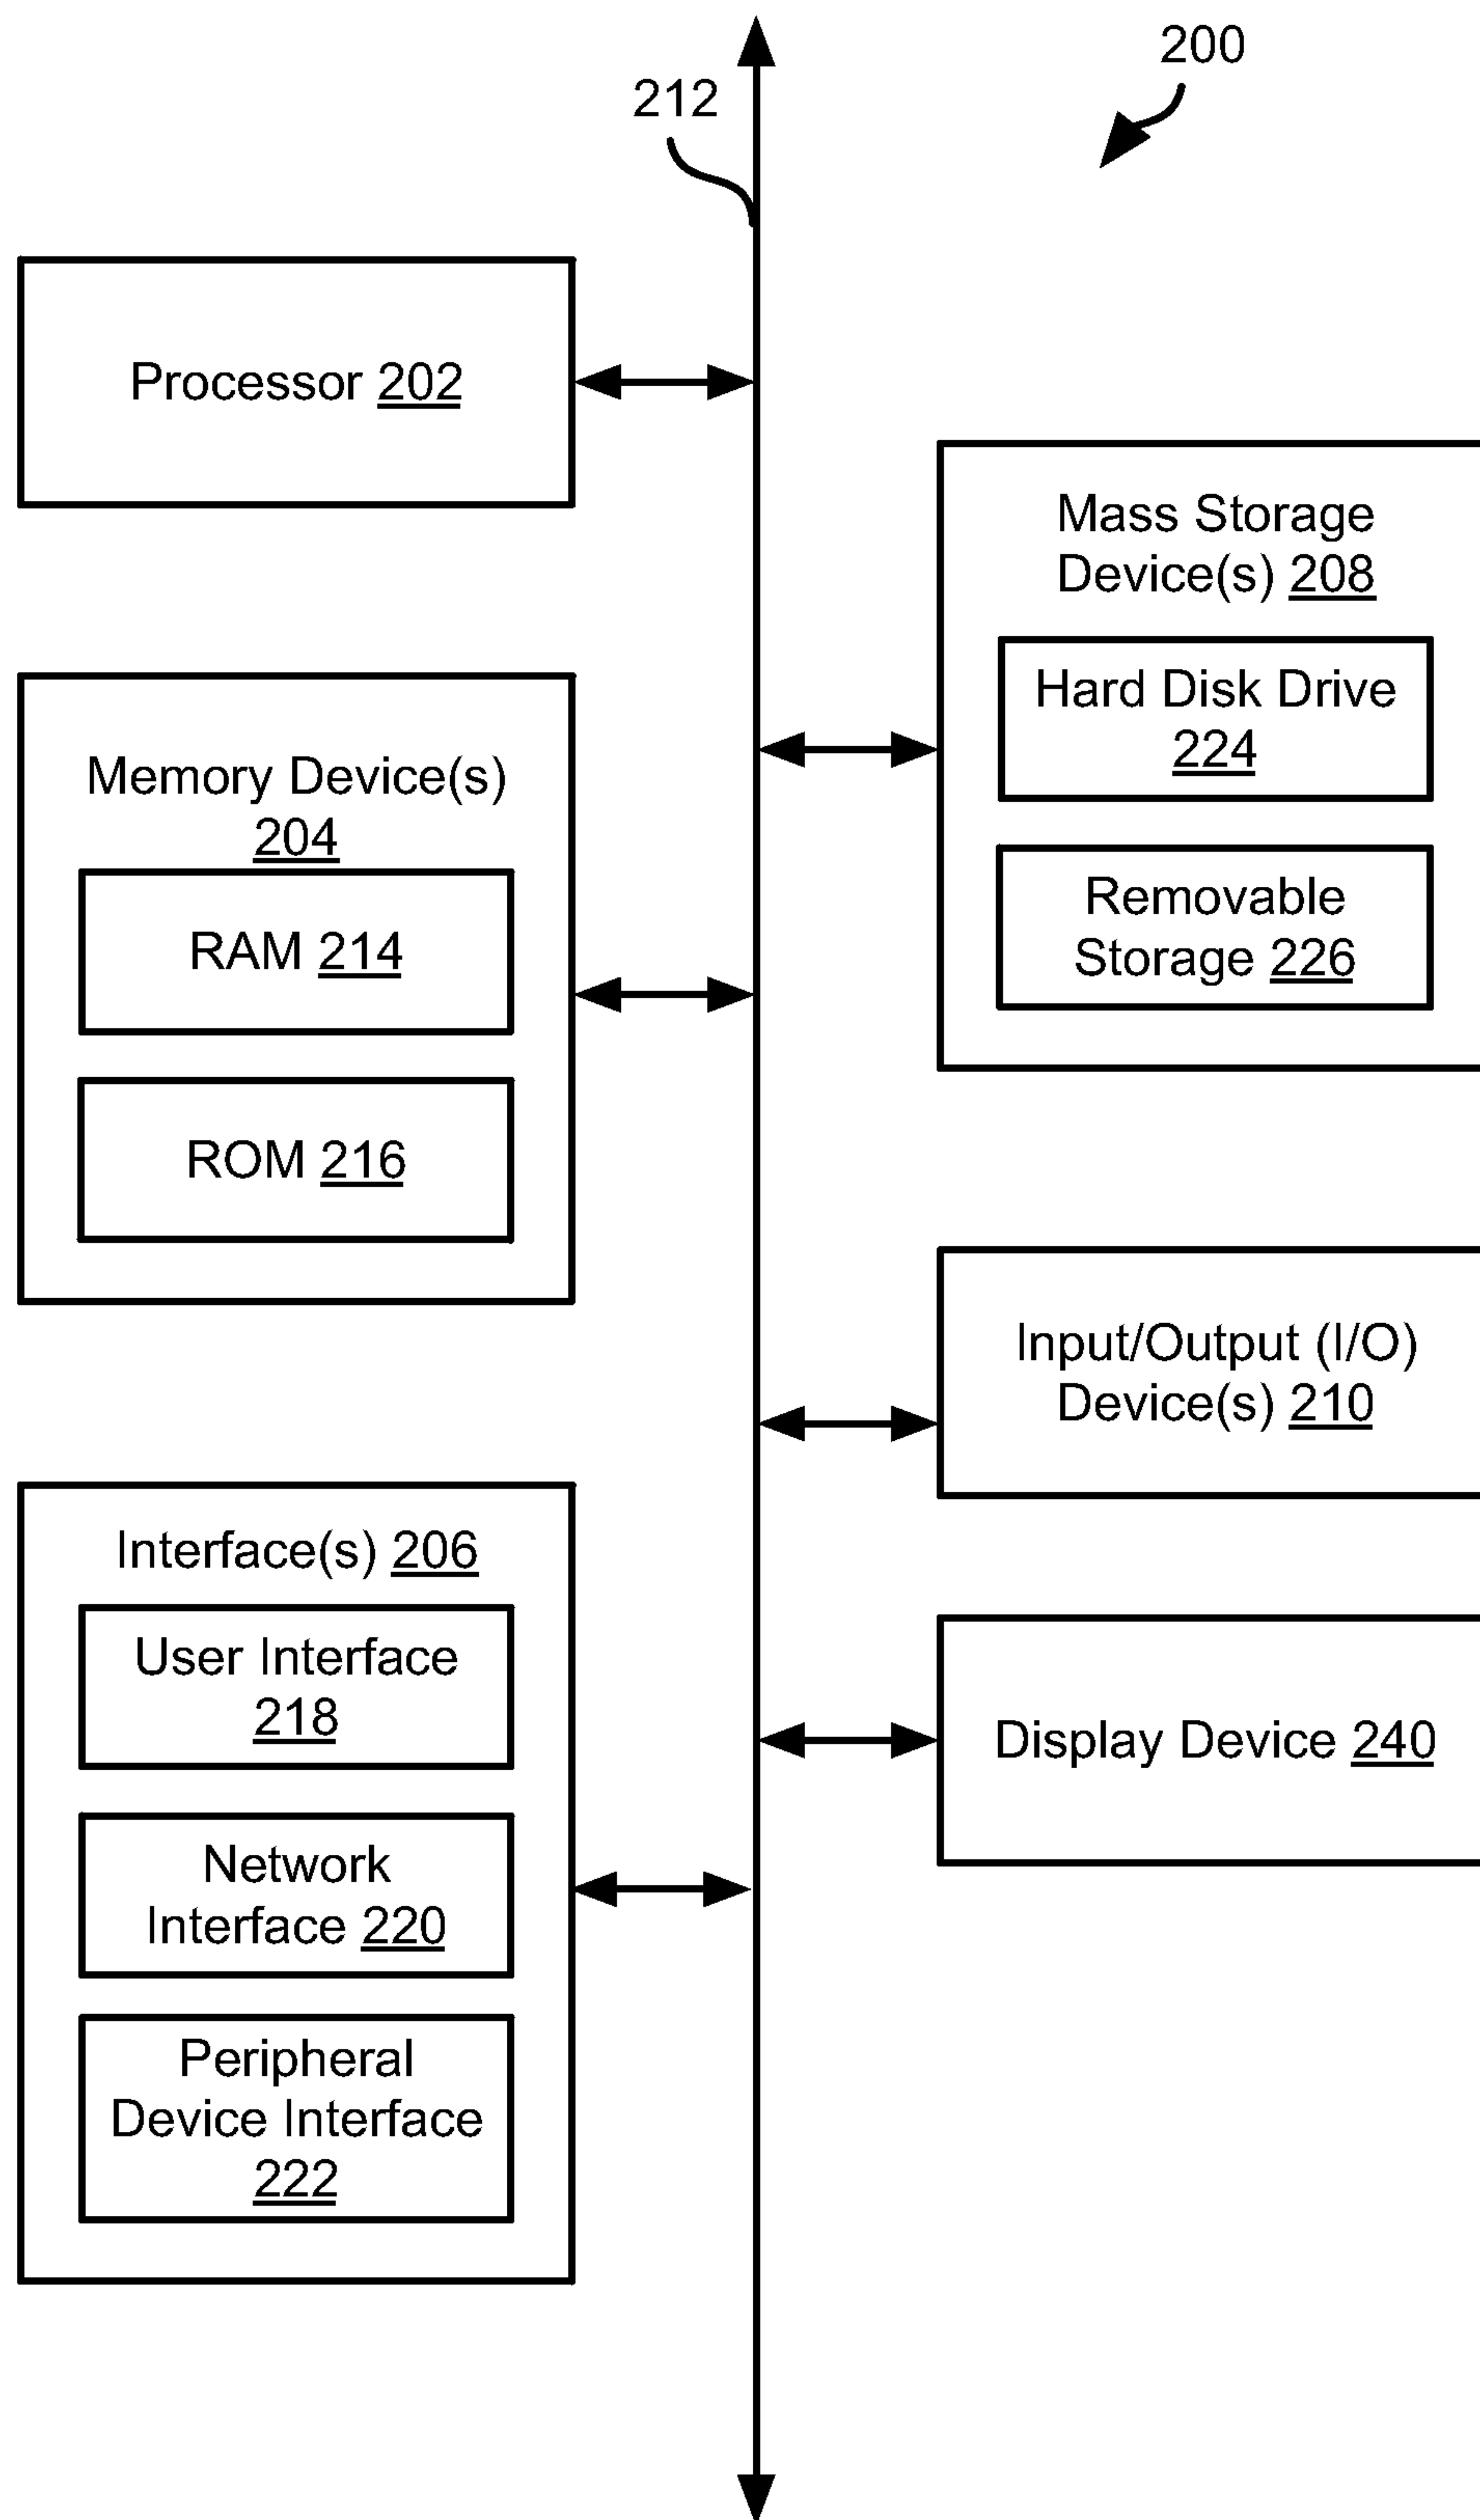 200
212
Processor 202
Mass Storage
Device(s) 208
Hard Disk Drive
224
Removable
Storage 226
Memory Device(s)
204
RAM 214
ROM 216
Input/Output (I/O)
Device(s) 210
Interface(s) 206
User Interface
218
Network
Interface 220
Peripheral
Device Interface
222
Display Device 240